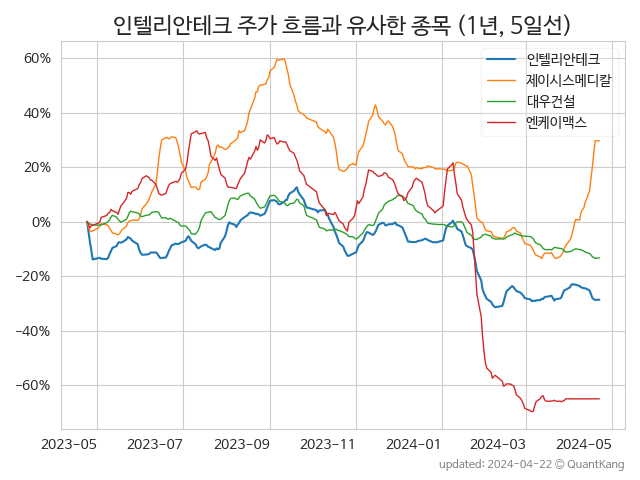 인텔리안테크 주가 흐름과 유사한 종목 (1년, 5일선)
인텔리안테크
제이시스메디칼
대우건설
엔케이맥스
60%
40%
20%
0%
−20%
−40%
−60%
2023-05
2023-07
2023-09
2023-11
2024-01
2024-03
2024-05
updated: 2024-04-22 © QuantKang